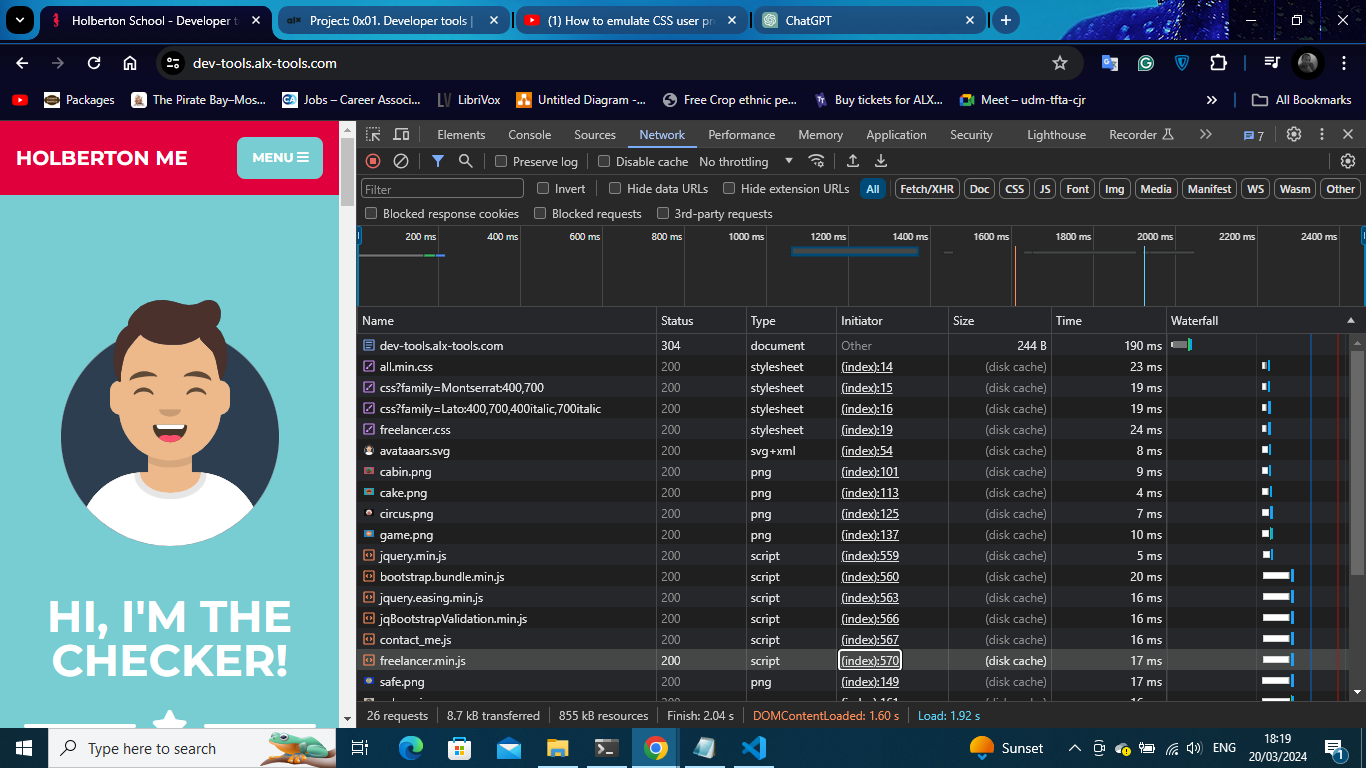 Holberton School - Developer t
Project: 0x01. Developer tools |
(1) How to emulate CSS user pr
ChatGPT
dev-tools.alx-tools.com
Packages
The Pirate Bay–Mos...
Jobs – Career Associ...
LibriVox
Untitled Diagram -...
Free Crop ethnic pe...
Buy tickets for ALX...
Meet – udm-tfta-cjr
All Bookmarks
HOLBERTON ME
MENU
HI, I'M THE
CHECKER!
Elements Console Sources Network Performance Memory Application Security Lighthouse Recorder 7
Preserve log Disable cache No throttling
Filter Invert Hide data URLs Hide extension URLs All Fetch/XHR Doc CSS JS Font Img Media Manifest WS Wasm Other
Blocked response cookies Blocked requests 3rd-party requests
200 ms 400 ms 600 ms 800 ms 1000 ms 1200 ms 1400 ms 1600 ms 1800 ms 2000 ms 2200 ms 2400 ms
Name Status Type Initiator Size Time Waterfall
dev-tools.alx-tools.com 304 document Other 244 B 190 ms
all.min.css 200 stylesheet (index):14 (disk cache) 23 ms
css?family=Montserrat:400,700 200 stylesheet (index):15 (disk cache) 19 ms
css?family=Lato:400,700,400italic,700italic 200 stylesheet (index):16 (disk cache) 19 ms
freelancer.css 200 stylesheet (index):19 (disk cache) 24 ms
avataaars.svg 200 svg+xml (index):54 (disk cache) 8 ms
cabin.png 200 png (index):101 (disk cache) 9 ms
cake.png 200 png (index):113 (disk cache) 4 ms
circus.png 200 png (index):125 (disk cache) 7 ms
game.png 200 png (index):137 (disk cache) 10 ms
jquery.min.js 200 script (index):559 (disk cache) 5 ms
bootstrap.bundle.min.js 200 script (index):560 (disk cache) 20 ms
jquery.easing.min.js 200 script (index):563 (disk cache) 16 ms
jqBootstrapValidation.min.js 200 script (index):566 (disk cache) 16 ms
contact_me.js 200 script (index):567 (disk cache) 16 ms
freelancer.min.js 200 script (index):570 (disk cache) 17 ms
safe.png 200 png (index):149 (disk cache) 17 ms
26 requests 8.7 kB transferred 855 kB resources Finish: 2.04 s DOMContentLoaded: 1.60 s Load: 1.92 s
Type here to search
Sunset
ENG
18:19
20/03/2024
1